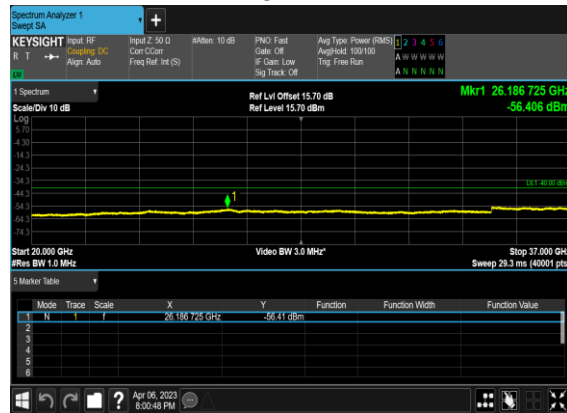 Spectrum Analyzer 1
Swept SA
+
KEYSIGHT Input: RF Input Z: 50 Ω #Atten: 10 dB PNO: Fast Avg Type: Power (RMS) 1 2 3 4 5 6
R T Coupling: DC Corr CCorr Gate: Off Avg|Hold: 100/100 A W W W W W
Align: Auto Freq Ref: Int (S) IF Gain: Low Trig: Free Run
Sig Track: Off A N N N N N
1 Spectrum Ref Lvl Offset 15.70 dB Mkr1 26.186 725 GHz
Scale/Div 10 dB Ref Level 15.70 dBm -56.406 dBm
Log
5.70
-4.30
-14.3
-24.3
-34.3
DL1 -40.00 dBm
-44.3
1
-54.3
-64.3
-74.3
Start 20.000 GHz Video BW 3.0 MHz* Stop 37.000 GHz
#Res BW 1.0 MHz Sweep 29.3 ms (40001 pts
5 Marker Table
Mode Trace Scale X Y Function Function Width Function Value
1 N 1 f 26.186 725 GHz -56.41 dBm
2
3
4
5
6
? Apr 06, 2023
8:00:48 PM